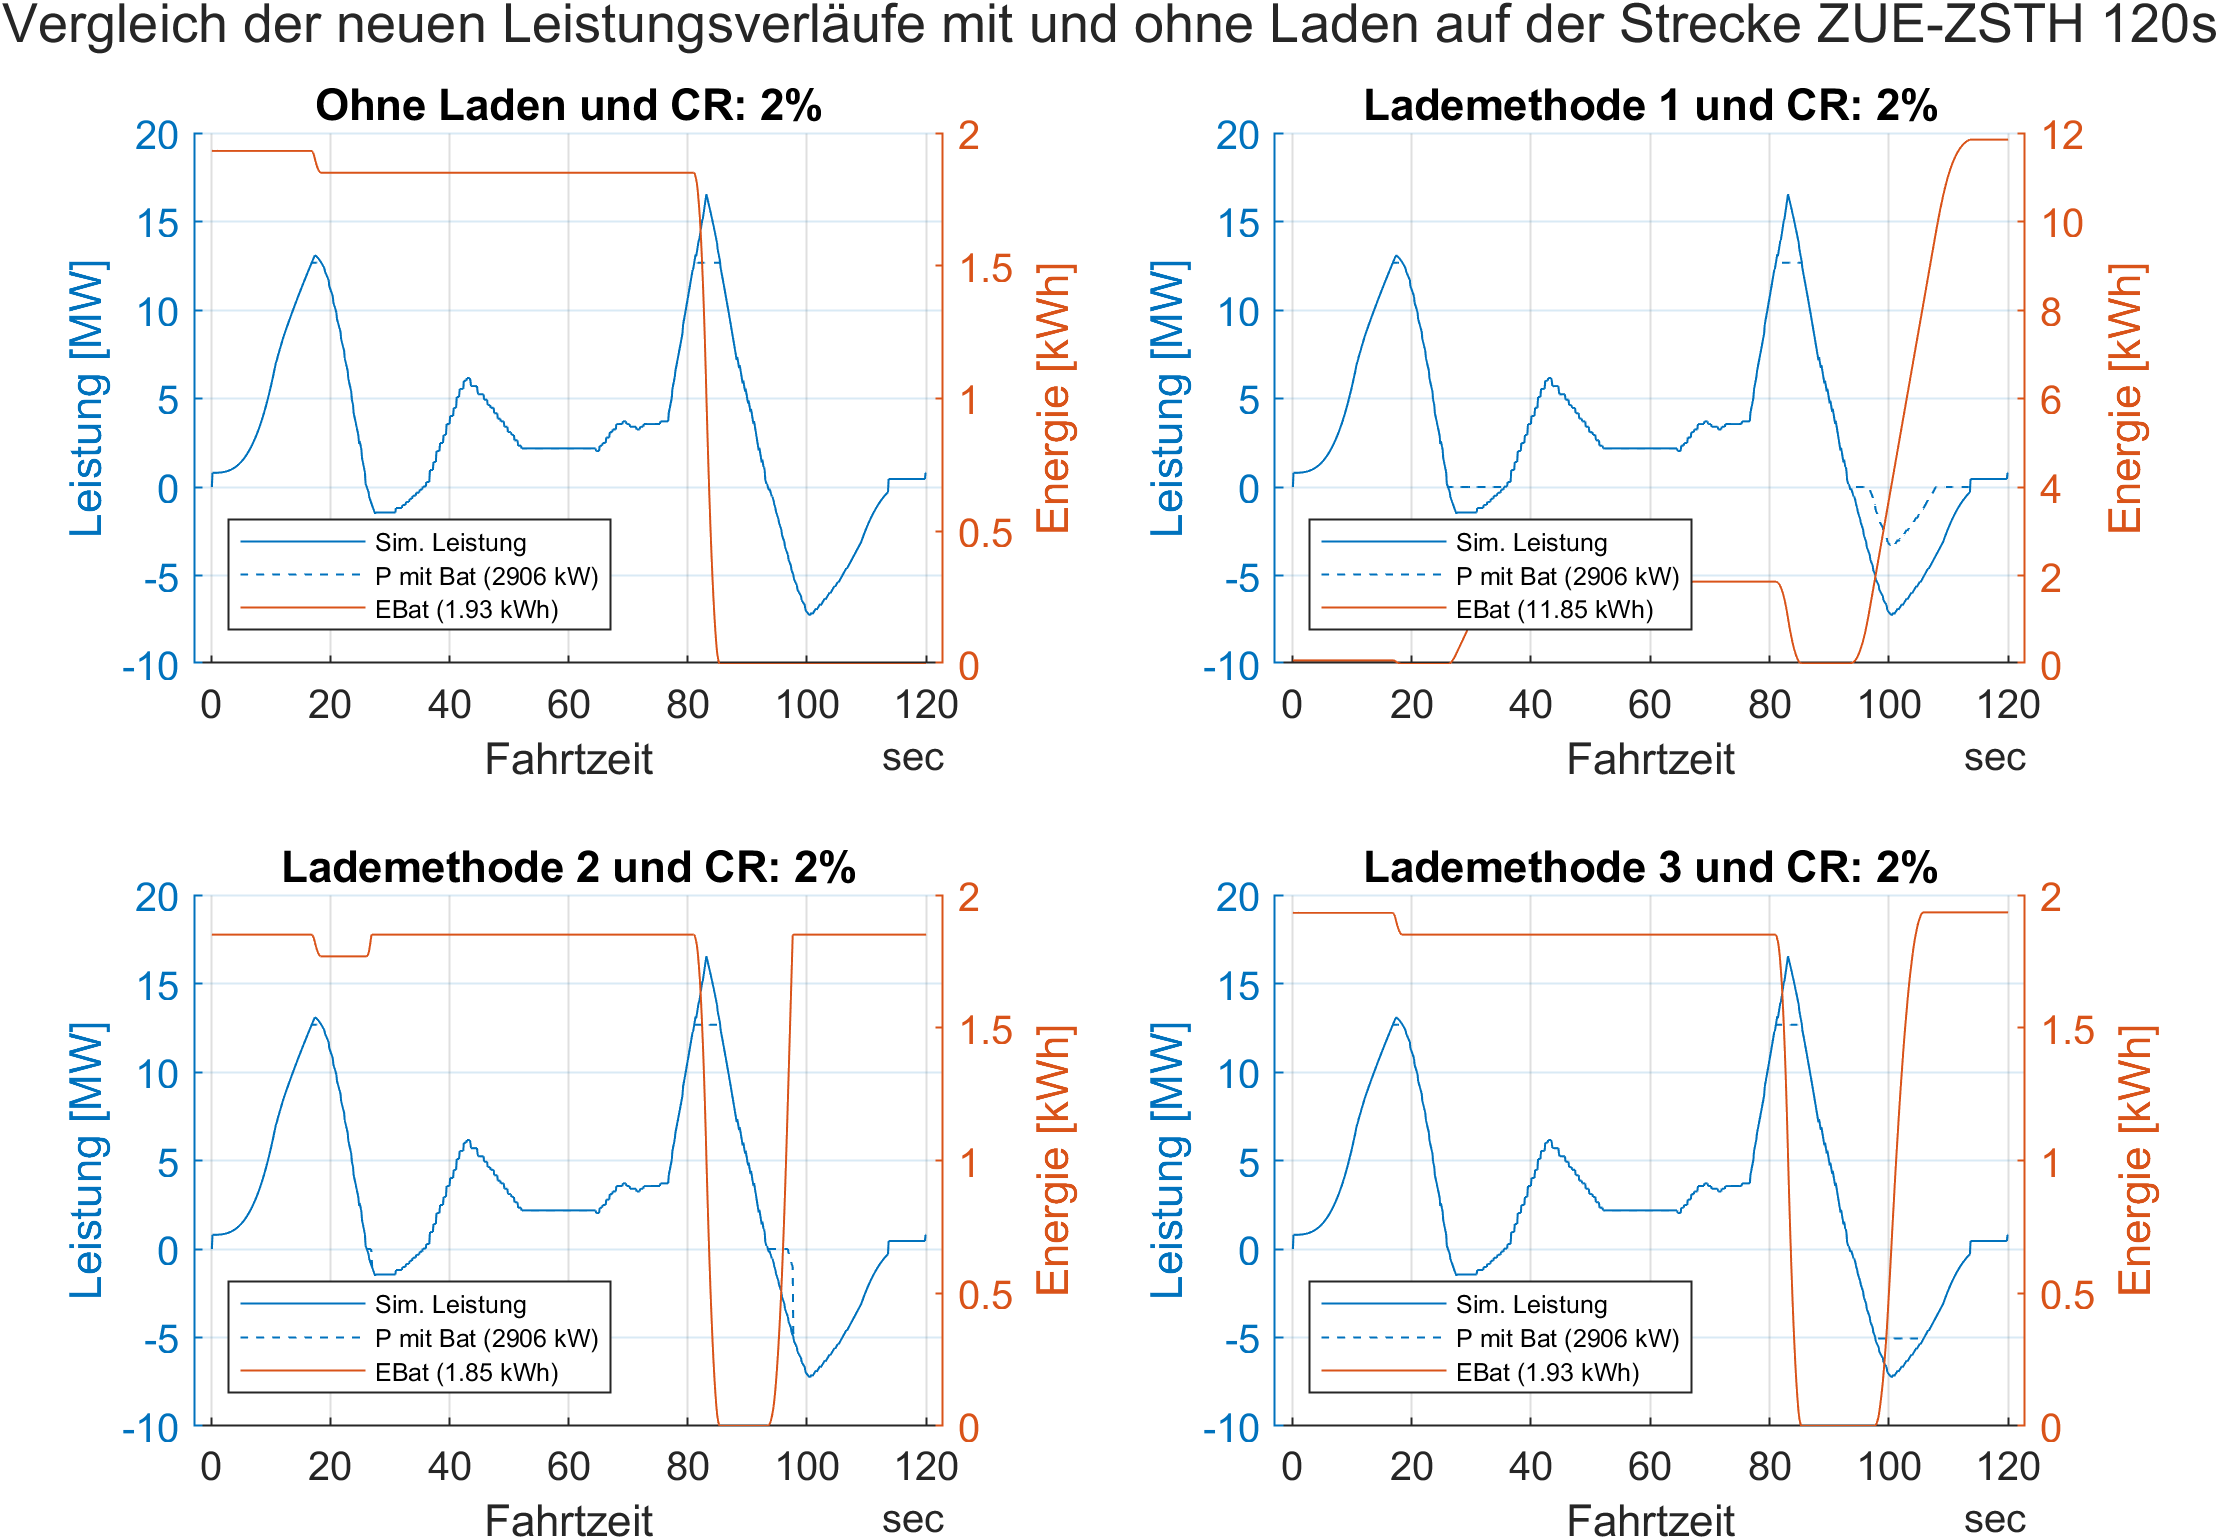 Vergleich der neuen Leistungsverläufe mit und ohne Laden auf der Strecke ZUE-ZSTH 120s
Ohne Laden und CR: 2%
20
15
10
5
0
-5
-10
Leistung [MW]
2
1.5
1
0.5
0
Energie [kWh]
Sim. Leistung
P mit Bat (2906 kW)
EBat (1.93 kWh)
0 20 40 60 80 100 120
Fahrtzeit sec
Lademethode 1 und CR: 2%
20
15
10
5
0
-5
-10
Leistung [MW]
12
10
8
6
4
2
0
Energie [kWh]
Sim. Leistung
P mit Bat (2906 kW)
EBat (11.85 kWh)
0 20 40 60 80 100 120
Fahrtzeit sec
Lademethode 2 und CR: 2%
20
15
10
5
0
-5
-10
Leistung [MW]
2
1.5
1
0.5
0
Energie [kWh]
Sim. Leistung
P mit Bat (2906 kW)
EBat (1.85 kWh)
0 20 40 60 80 100 120
Fahrtzeit sec
Lademethode 3 und CR: 2%
20
15
10
5
0
-5
-10
Leistung [MW]
2
1.5
1
0.5
0
Energie [kWh]
Sim. Leistung
P mit Bat (2906 kW)
EBat (1.93 kWh)
0 20 40 60 80 100 120
Fahrtzeit sec